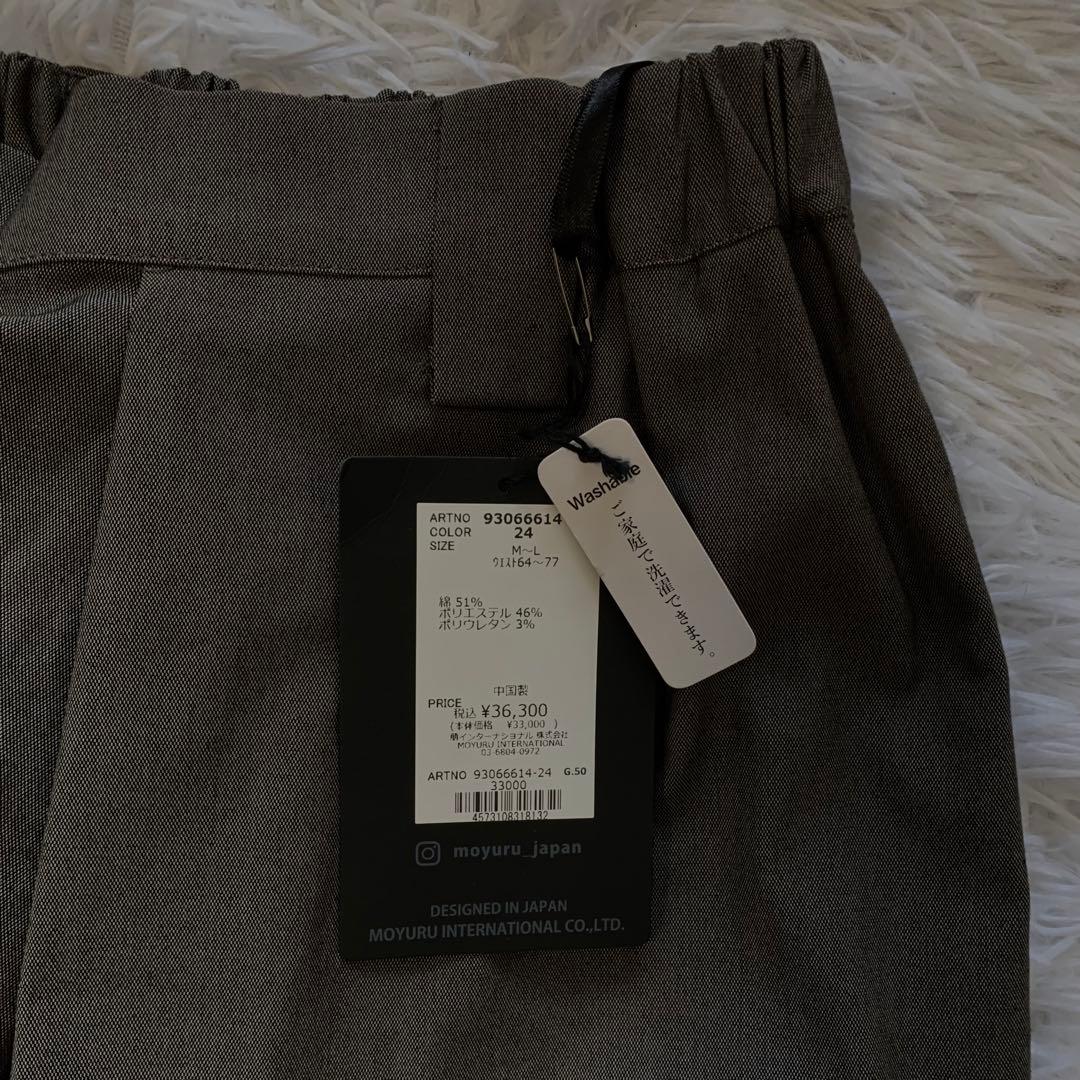 ARTNO 93066614
COLOR 24
SIZE M～L
ｳｴｽﾄ64～77
綿 51%
ポリエステル 46%
ポリウレタン 3%
中国製
PRICE
税込 ¥36,300
(本体価格 ¥33,000 )
萌インターナショナル 株式会社
MOYURU INTERNATIONAL
03-6804-0972
ARTNO 93066614-24 G.50
33000
4573108318132
moyuru_japan
DESIGNED IN JAPAN
MOYURU INTERNATIONAL CO.,LTD.
Washable
ご家庭で洗濯できます。